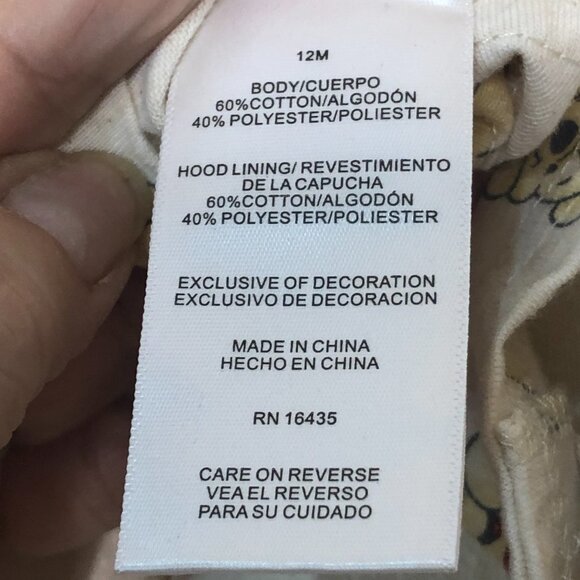 12M
BODY/CUERPO
60%COTTON/ALGODÓN
40% POLYESTER/POLIESTER
HOOD LINING/ REVESTIMIENTO
DE LA CAPUCHA
60%COTTON/ALGODÓN
40% POLYESTER/POLIESTER
EXCLUSIVE OF DECORATION
EXCLUSIVO DE DECORACION
MADE IN CHINA
HECHO EN CHINA
RN 16435
CARE ON REVERSE
VEA EL REVERSO
PARA SU CUIDADO